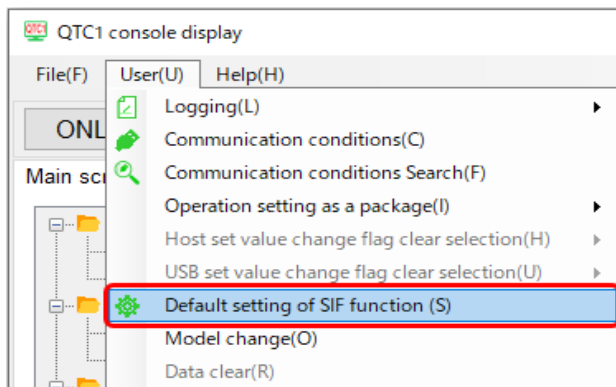 QTC1 console display
File(F) User(U) Help(H)
Logging(L)
ONL
Communication conditions(C)
Main scr
Communication conditions Search(F)
Operation setting as a package(I)
Host set value change flag clear selection(H)
USB set value change flag clear selection(U)
Default setting of SIF function (S)
Model change(O)
Data clear(R)